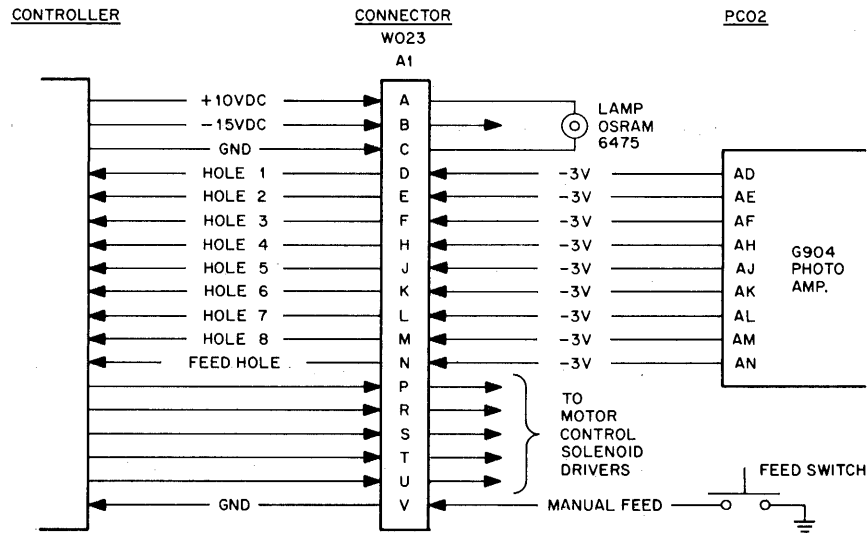 CONTROLLER CONNECTOR PC02
W023
A1
+10VDC A
-15VDC B
GND C
LAMP
OSRAM
6475
HOLE 1 D -3V AD
HOLE 2 E -3V AE
HOLE 3 F -3V AF
HOLE 4 H -3V AH
HOLE 5 J -3V AJ
HOLE 6 K -3V AK
HOLE 7 L -3V AL
HOLE 8 M -3V AM
FEED HOLE N -3V AN
G904
PHOTO
AMP.
P
R
S
T
U
TO
MOTOR
CONTROL
SOLENOID
DRIVERS
FEED SWITCH
GND V MANUAL FEED